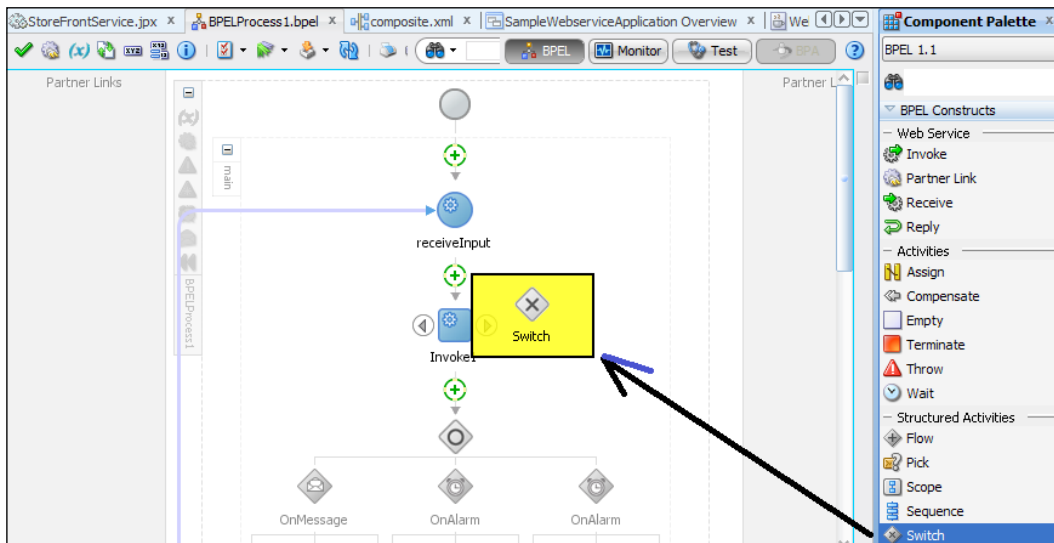 StoreFrontService.jpx
BPELProcess1.bpel
composite.xml
SampleWebserviceApplication Overview
We
Component Palette
BPEL
Monitor
Test
BPA
BPEL 1.1
Partner Links
Partner L
BPEL Constructs
Web Service
Invoke
Partner Link
Receive
Reply
Activities
Assign
Compensate
Empty
Terminate
Throw
Wait
Structured Activities
Flow
Pick
Scope
Sequence
Switch
main
BPELProcess1
receiveInput
Switch
Invoke1
OnMessage
OnAlarm
OnAlarm